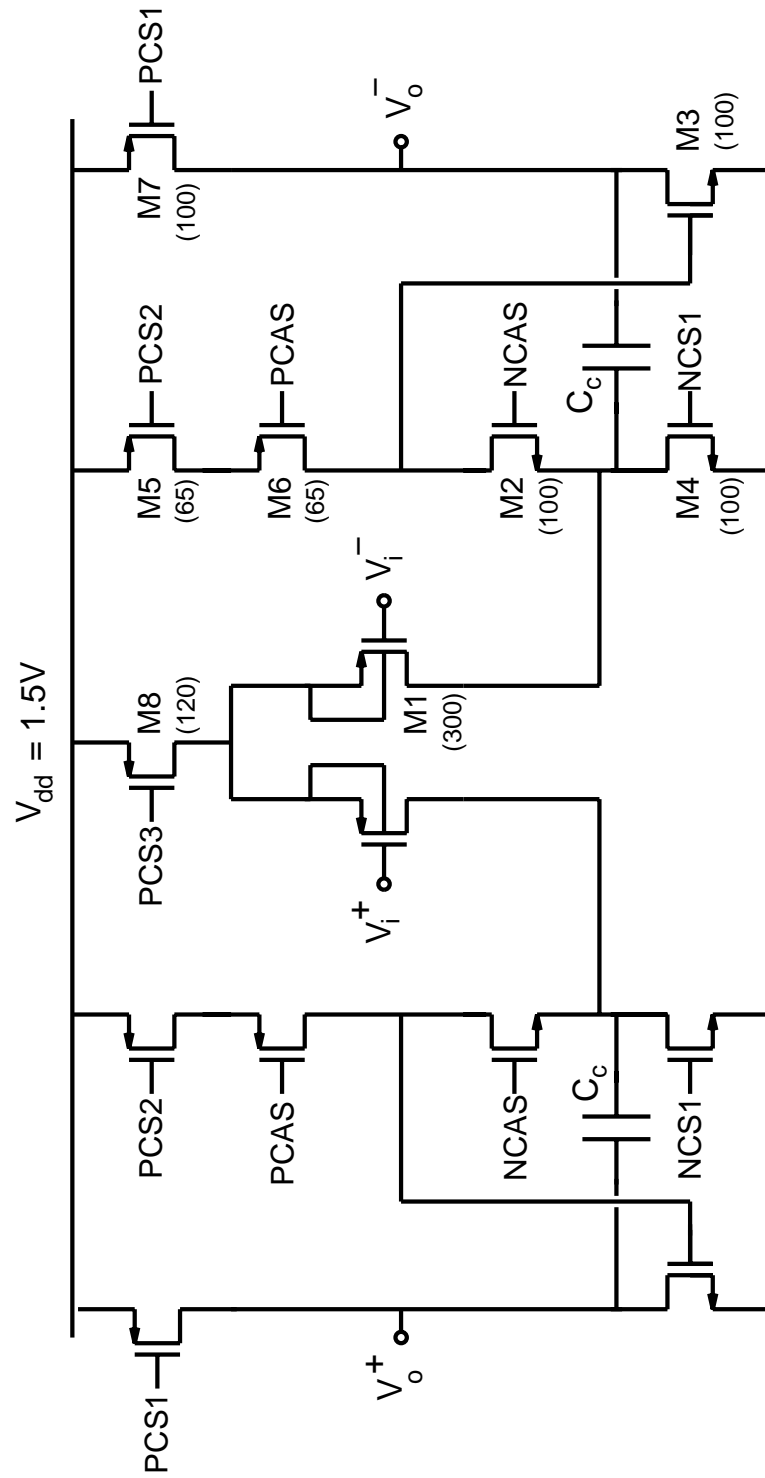 V_dd = 1.5V
PCS1
PCS2
PCS3
M8
(120)
M5
(65)
PCS2
M7
(100)
PCS1
PCAS
M6
(65)
PCAS
V_o^+
V_i^+
V_i^−
V_o^−
M1
(300)
NCAS
M2
(100)
NCAS
C_c
C_c
NCS1
M4
(100)
NCS1
M3
(100)